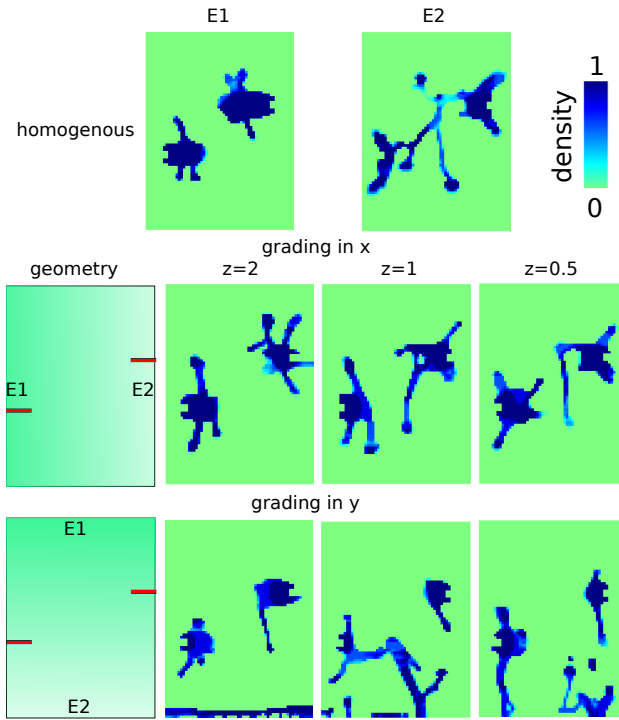 E1 E2
homogenous
1
density
0
grading in x
geometry z=2 z=1 z=0.5
E1 E2
grading in y
E1
E2